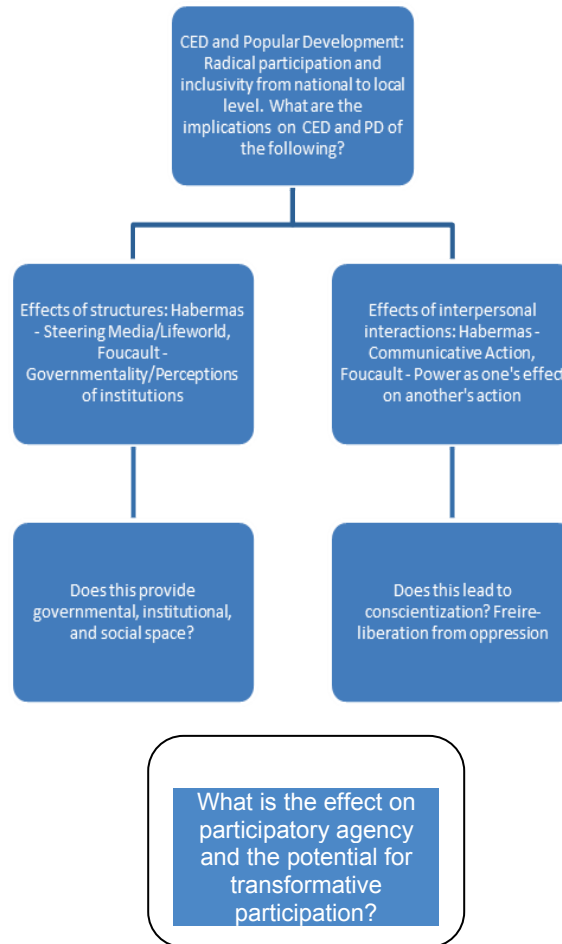 CED and Popular Development:
Radical participation and
inclusivity from national to local
level. What are the
implications on CED and PD of
the following?
Effects of structures: Habermas
- Steering Media/Lifeworld,
Foucault -
Governmentality/Perceptions
of institutions
Effects of interpersonal
interactions: Habermas -
Communicative Action,
Foucault - Power as one's effect
on another's action
Does this provide
governmental, institutional,
and social space?
Does this lead to
conscientization? Freire-
liberation from oppression
What is the effect on
participatory agency
and the potential for
transformative
participation?